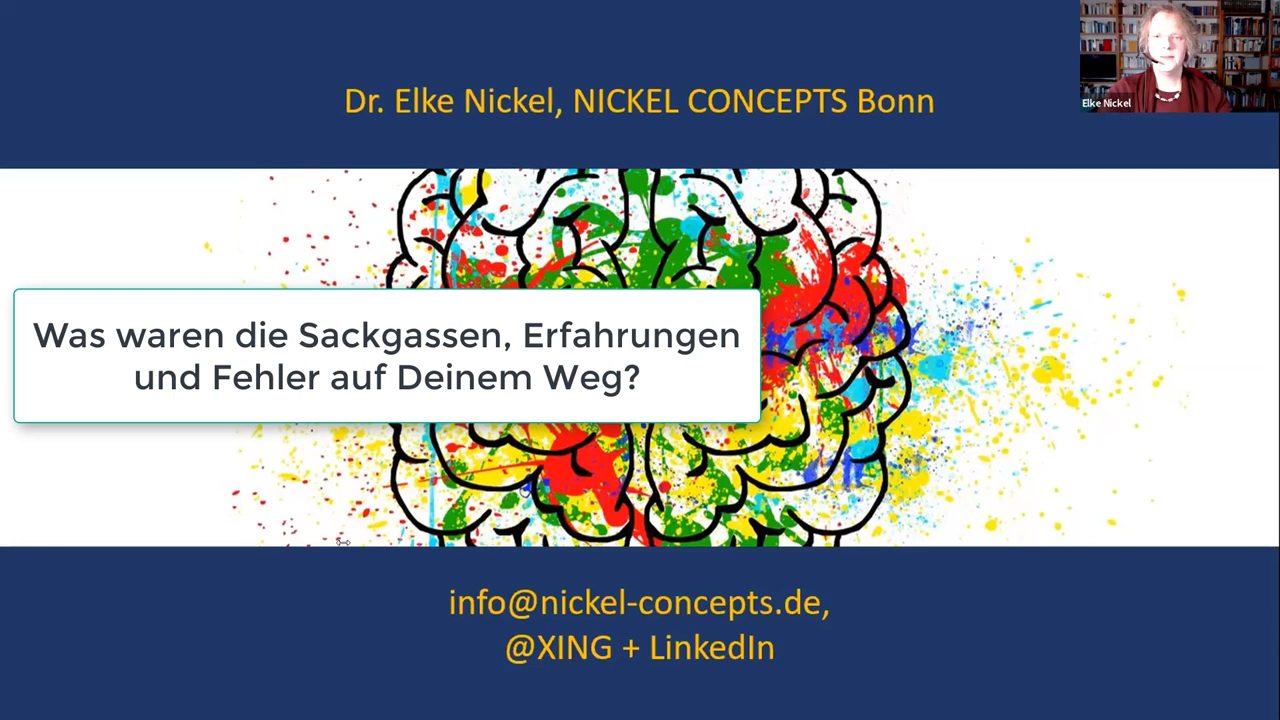 Dr. Elke Nickel, NICKEL CONCEPTS Bonn
Elke Nickel
Was waren die Sackgassen, Erfahrungen
und Fehler auf Deinem Weg?
info@nickel-concepts.de,
@XING + LinkedIn